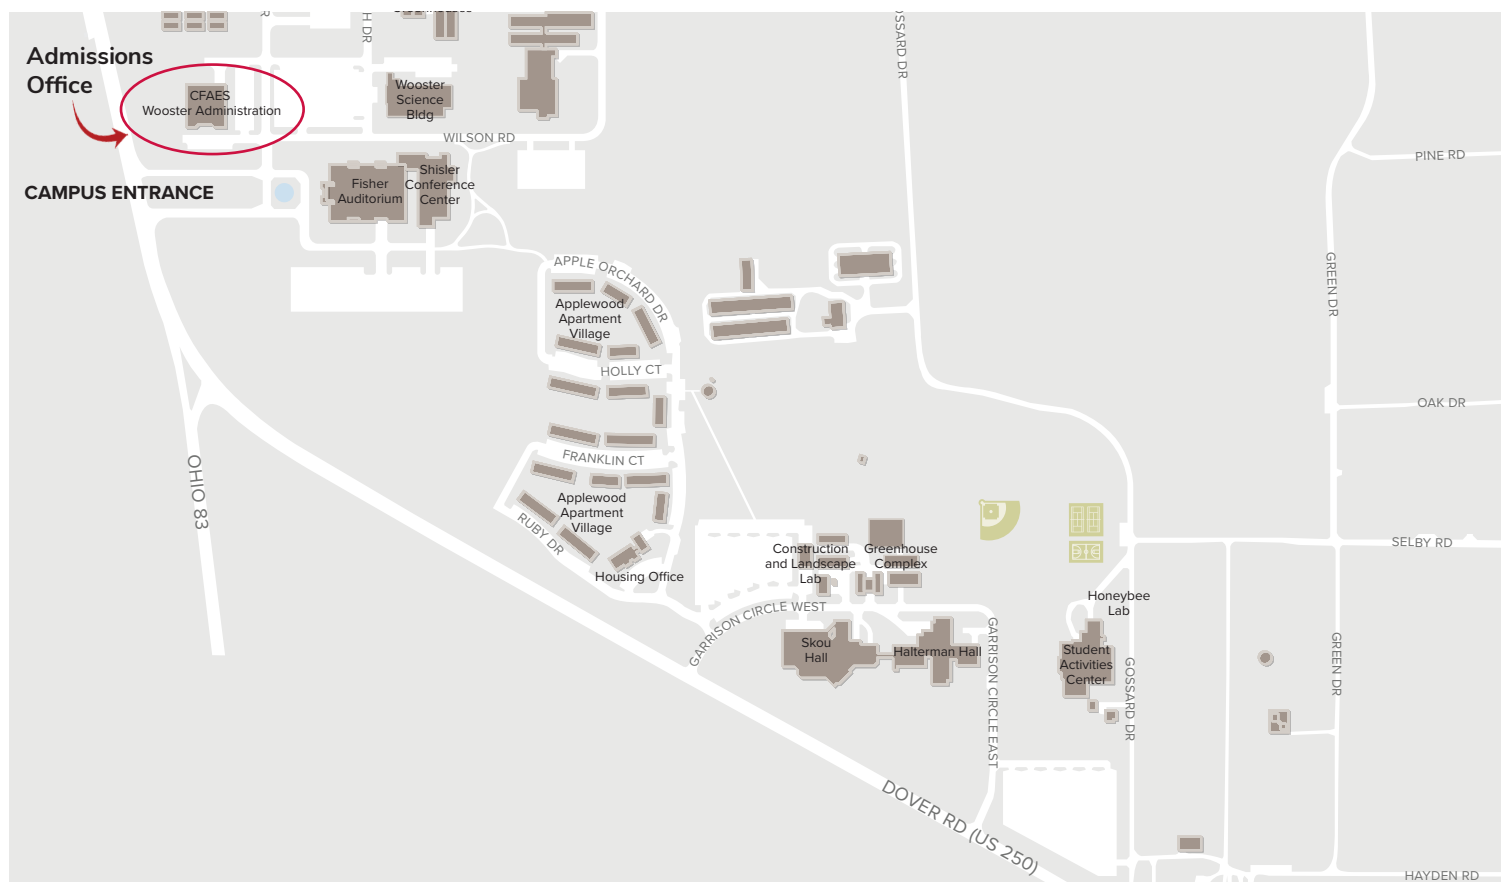 Admissions
Office
CFAES
Wooster Administration
Wooster
Science
Bldg
WILSON RD
CAMPUS ENTRANCE
Fisher
Auditorium
Shisler
Conference
Center
PINE RD
APPLE ORCHARD DR
Applewood
Apartment
Village
GREEN DR
HOLLY CT
OAK DR
FRANKLIN CT
OHIO 83
Applewood
Apartment
Village
RUBY DR
Housing Office
Construction
and Landscape
Lab
Greenhouse
Complex
SELBY RD
Honeybee
Lab
GARRISON CIRCLE WEST
Skou
Hall
Halterman Hall
GARRISON CIRCLE EAST
Student
Activities
Center
GOSSARD DR
GREEN DR
DOVER RD (US 250)
HAYDEN RD